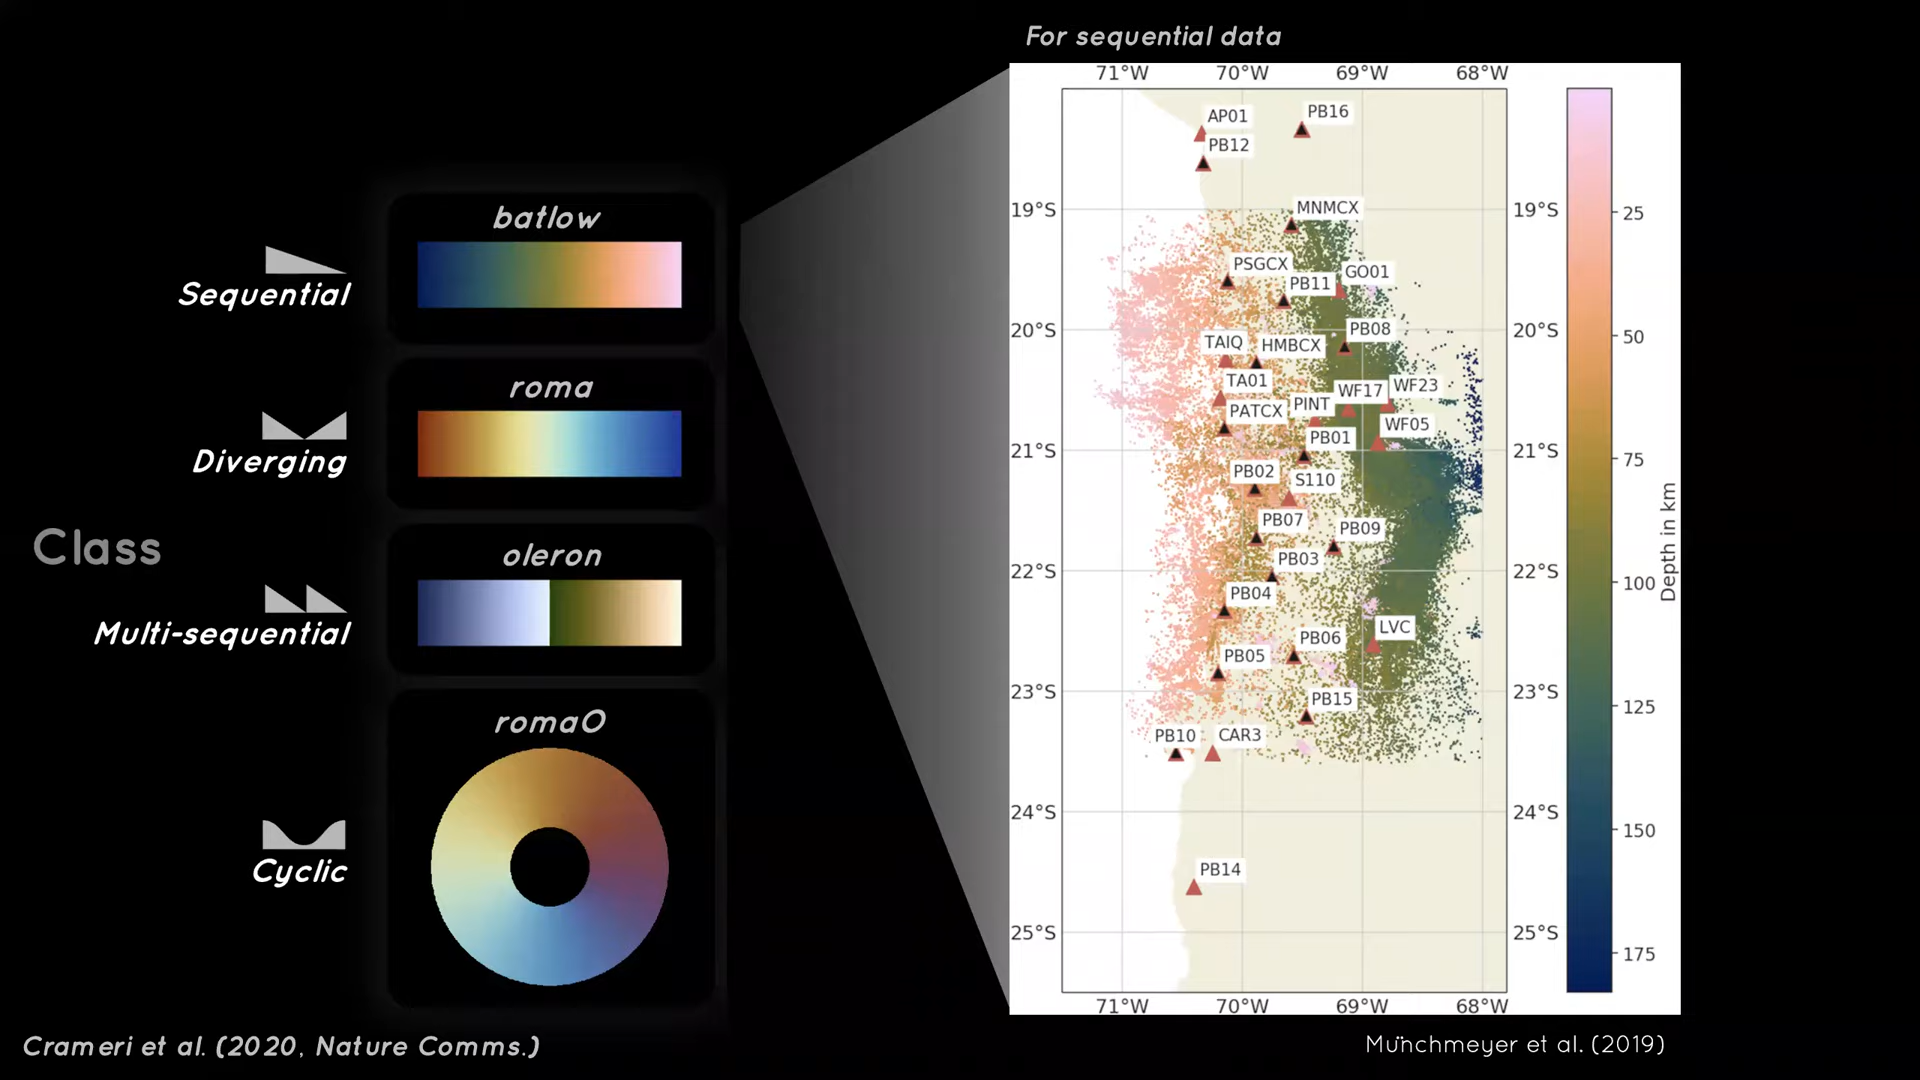 For sequential data
batlow
Sequential
roma
Diverging
Class
oleron
Multi-sequential
romaO
Cyclic
71°W 70°W 69°W 68°W
AP01
PB16
PB12
19°S
MNMCX
19°S
25
PSGCX
PB11
GO01
20°S
PB08
20°S
50
TAIQ
HMBCX
TA01
WF17
WF23
PATCX
PINT
WF05
PB01
21°S
21°S
75
PB02
S110
PB07
PB09
PB03
22°S
22°S
100
Depth in km
PB04
LVC
PB06
PB05
23°S
23°S
125
PB15
PB10
CAR3
24°S
24°S
150
PB14
25°S
25°S
175
71°W 70°W 69°W 68°W
Crameri et al. (2020, Nature Comms.)
Münchmeyer et al. (2019)